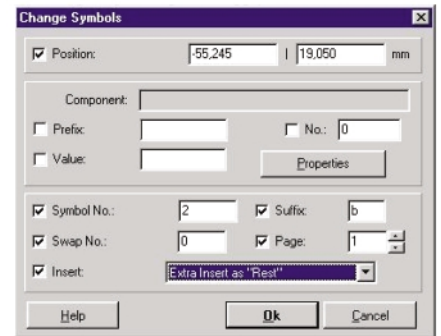 Change Symbols
Position: -55,245 | 19,050 mm
Component:
Prefix: No.: 0
Value: Properties
Symbol No.: 2 Suffix: b
Swap No.: 0 Page: 1
Insert: Extra Insert as "Rest"
Help Ok Cancel